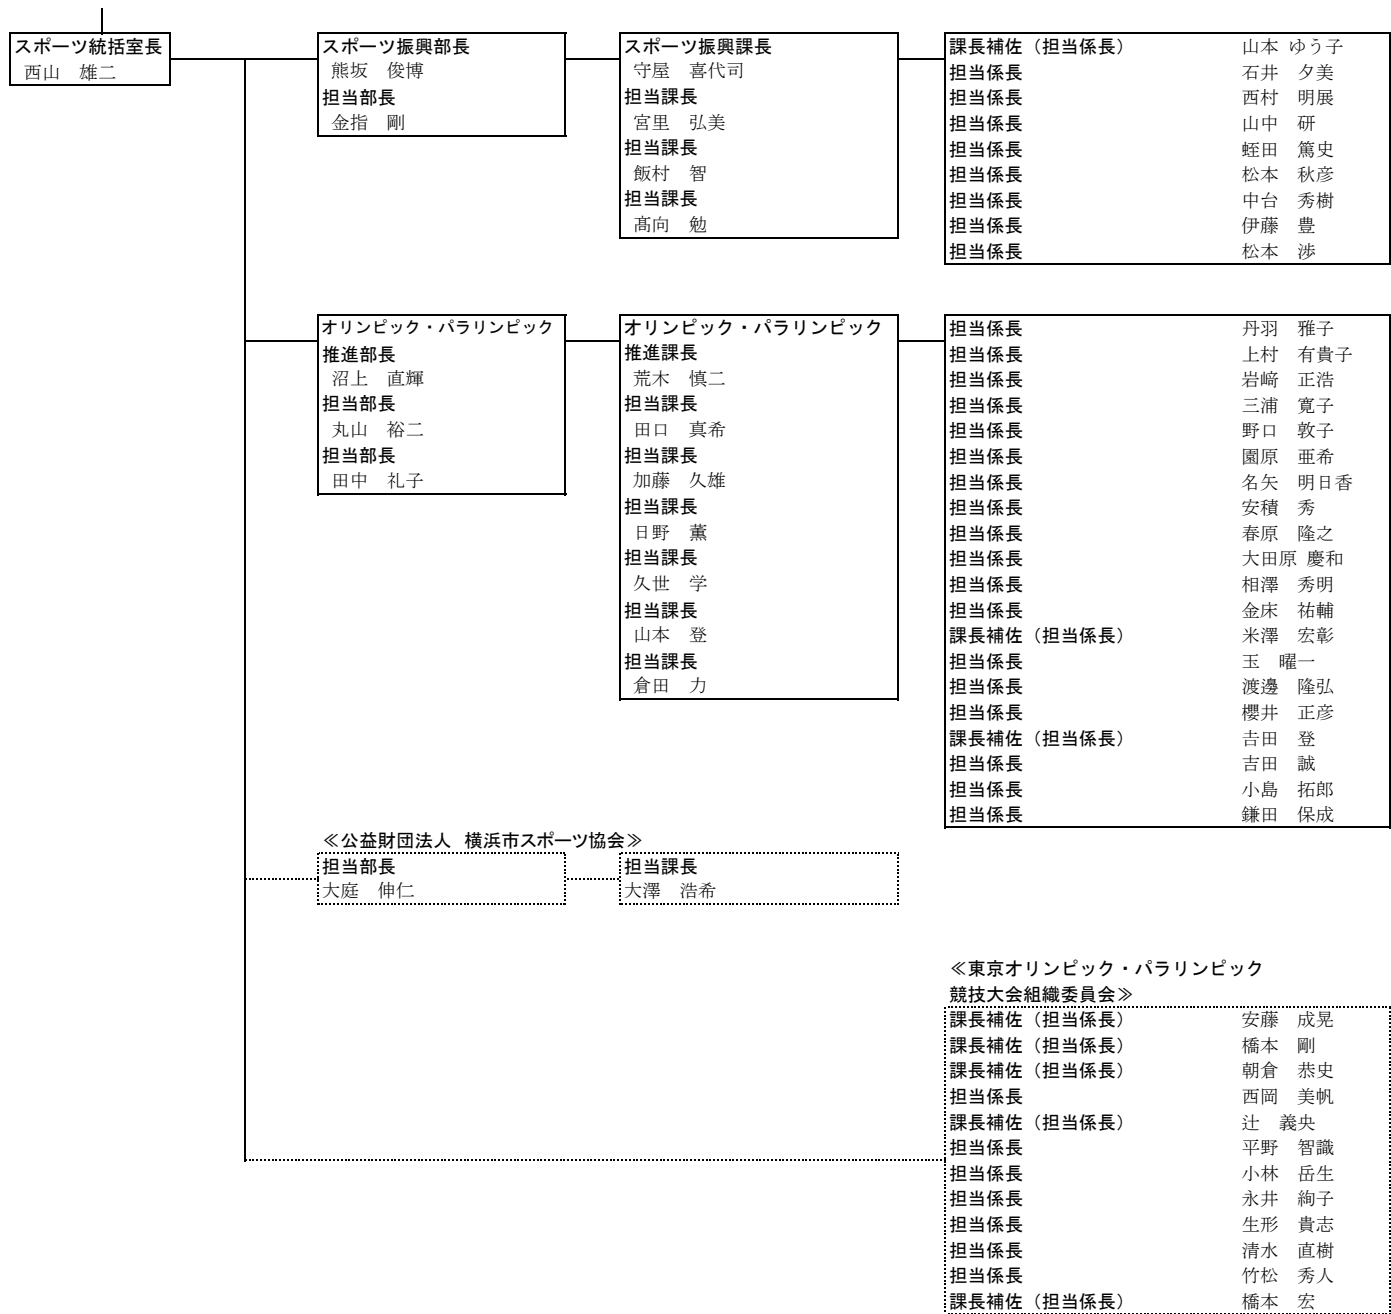 スポーツ統括室長
西山　雄二
スポーツ振興部長
熊坂　俊博
担当部長
金指　剛
スポーツ振興課長
守屋　喜代司
担当課長
宮里　弘美
担当課長
飯村　智
担当課長
髙向　勉
課長補佐（担当係長）　山本 ゆう子
担当係長　石井　夕美
担当係長　西村　明展
担当係長　山中　研
担当係長　蛭田　篤史
担当係長　松本　秋彦
担当係長　中台　秀樹
担当係長　伊藤　豊
担当係長　松本　渉
オリンピック・パラリンピック
推進部長
沼上　直輝
担当部長
丸山　裕二
担当部長
田中　礼子
オリンピック・パラリンピック
推進課長
荒木　慎二
担当課長
田口　真希
担当課長
加藤　久雄
担当課長
日野　薫
担当課長
久世　学
担当課長
山本　登
担当課長
倉田　力
担当係長　丹羽　雅子
担当係長　上村　有貴子
担当係長　岩﨑　正浩
担当係長　三浦　寛子
担当係長　野口　敦子
担当係長　園原　亜希
担当係長　名矢　明日香
担当係長　安積　秀
担当係長　春原　隆之
担当係長　大田原 慶和
担当係長　相澤　秀明
担当係長　金床　祐輔
課長補佐（担当係長）　米澤　宏彰
担当係長　玉　曜一
担当係長　渡邊　隆弘
担当係長　櫻井　正彦
課長補佐（担当係長）　𠮷田　登
担当係長　吉田　誠
担当係長　小島　拓郎
担当係長　鎌田　保成
≪公益財団法人　横浜市スポーツ協会≫
担当部長
大庭　伸仁
担当課長
大澤　浩希
≪東京オリンピック・パラリンピック
競技大会組織委員会≫
課長補佐（担当係長）　安藤　成晃
課長補佐（担当係長）　橋本　剛
課長補佐（担当係長）　朝倉　恭史
担当係長　西岡　美帆
課長補佐（担当係長）　辻　義央
担当係長　平野　智識
担当係長　小林　岳生
担当係長　永井　絢子
担当係長　生形　貴志
担当係長　清水　直樹
担当係長　竹松　秀人
課長補佐（担当係長）　橋本　宏